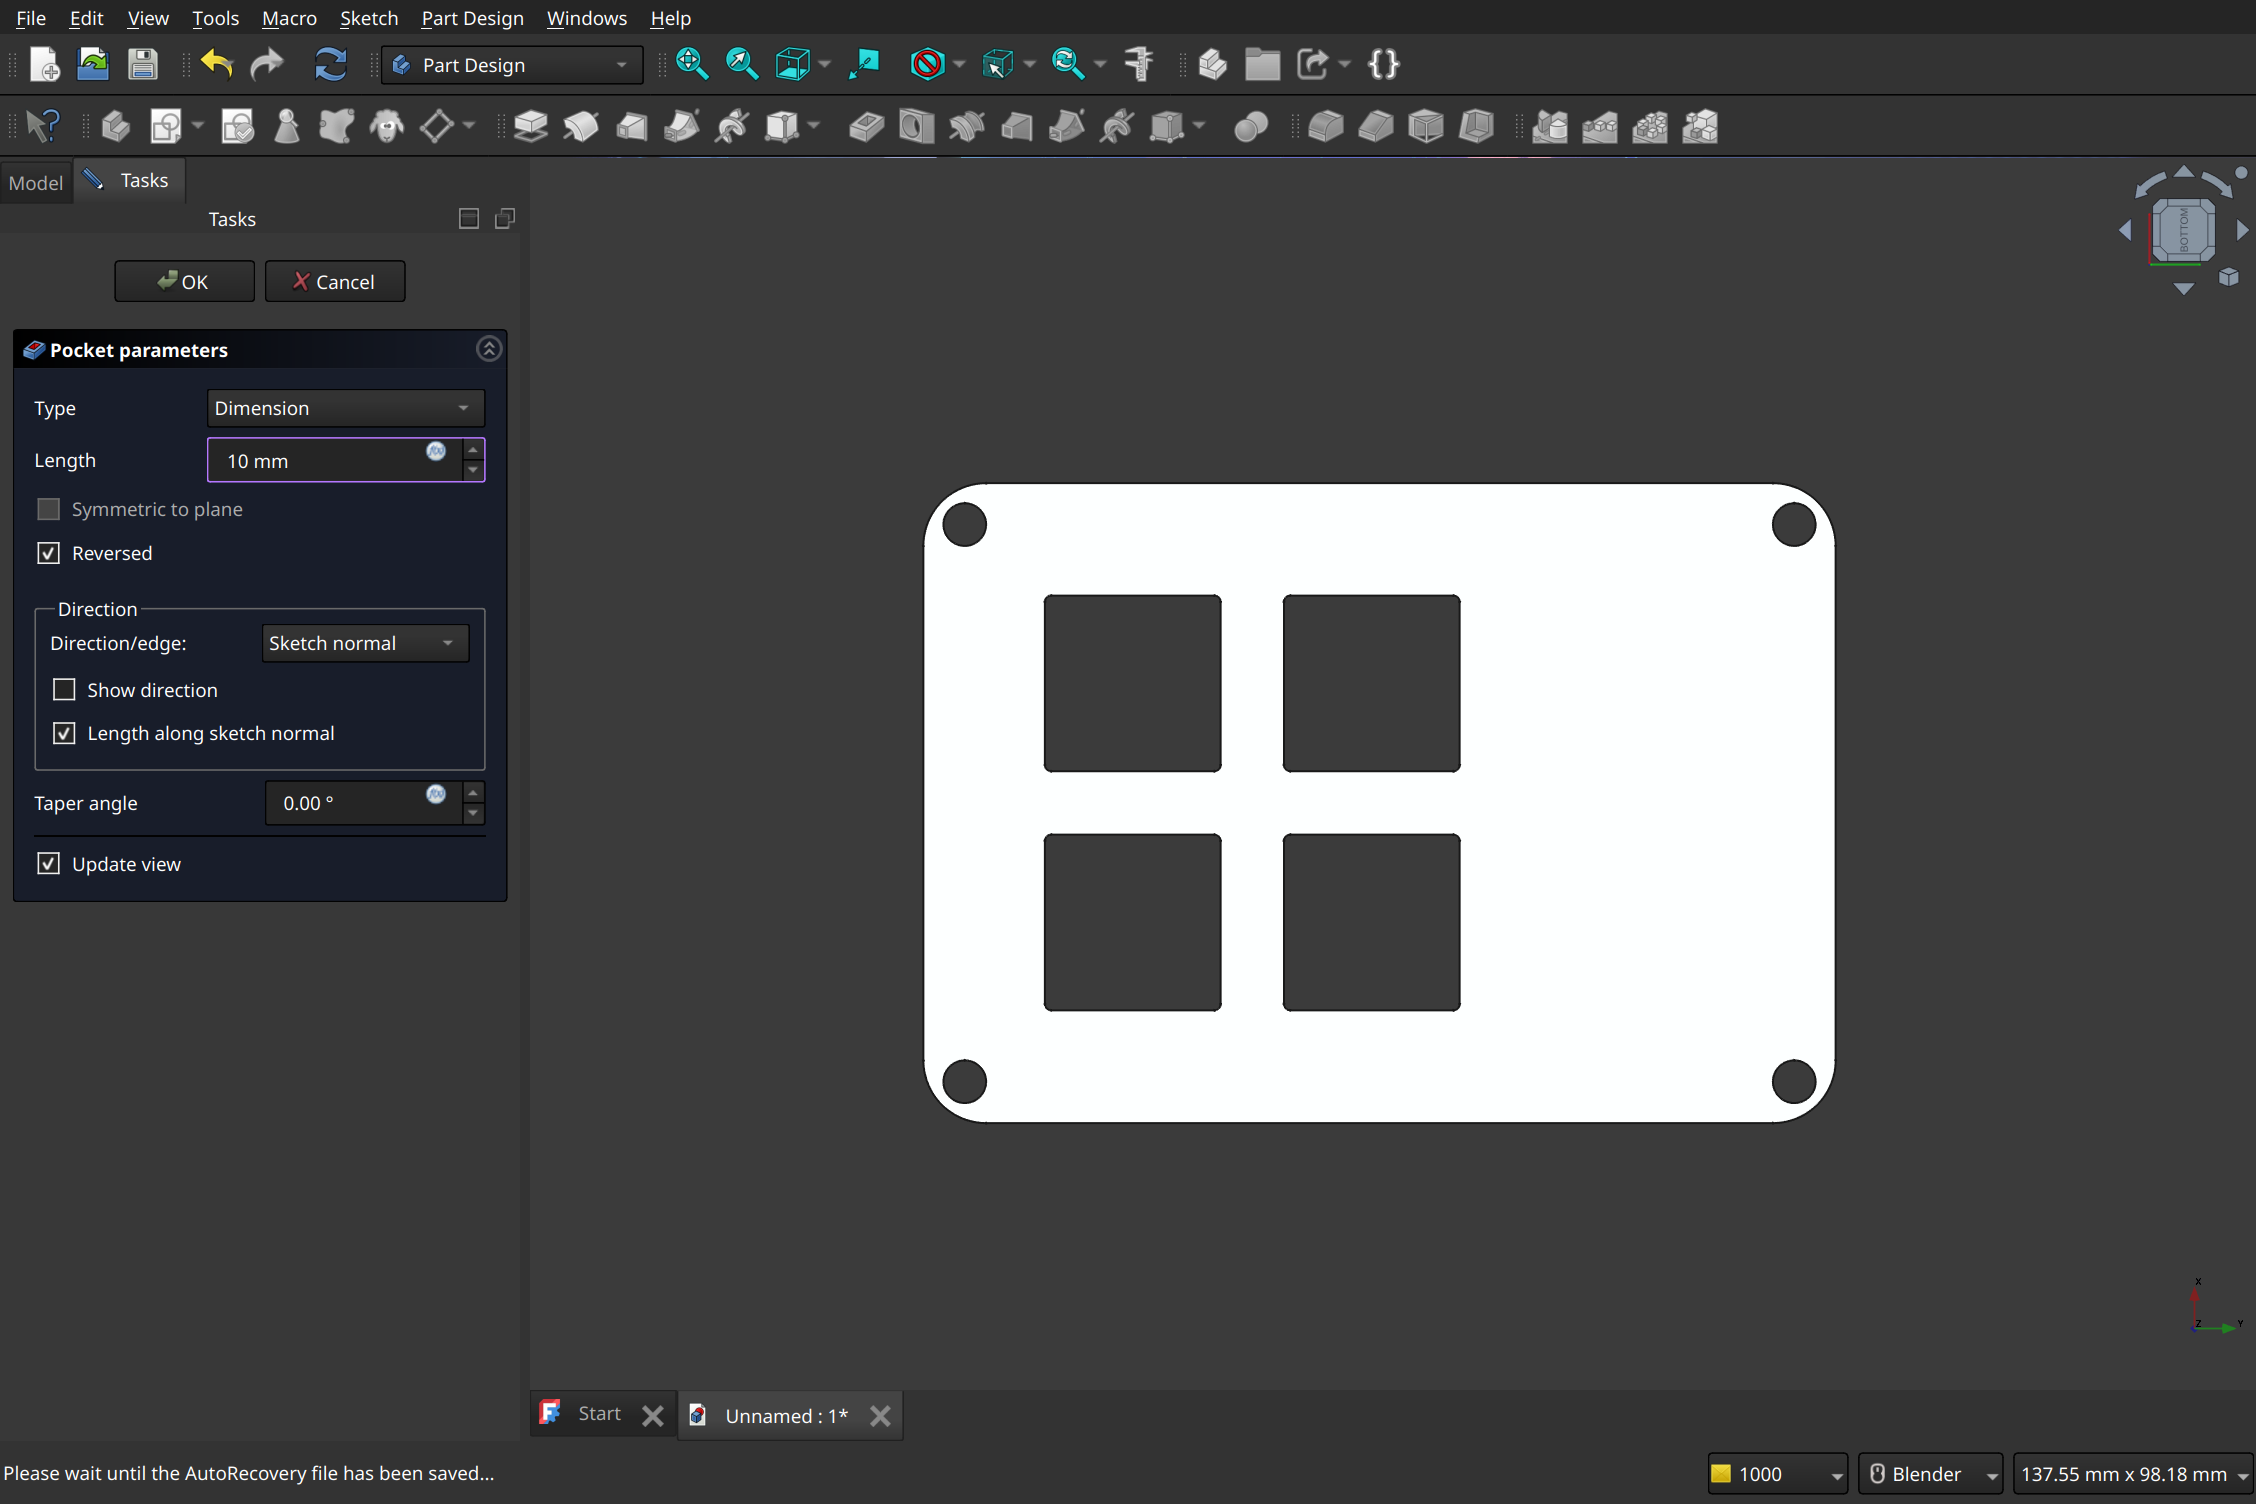 File Edit View Tools Macro Sketch Part Design Windows Help
Part Design
Model Tasks
Tasks
OK Cancel
Pocket parameters
Type Dimension
Length 10 mm
Symmetric to plane
Reversed
Direction
Direction/edge: Sketch normal
Show direction
Length along sketch normal
Taper angle 0.00 °
Update view
BOTTOM
X
Z Y
Start Unnamed : 1*
Please wait until the AutoRecovery file has been saved... 1000 Blender 137.55 mm x 98.18 mm